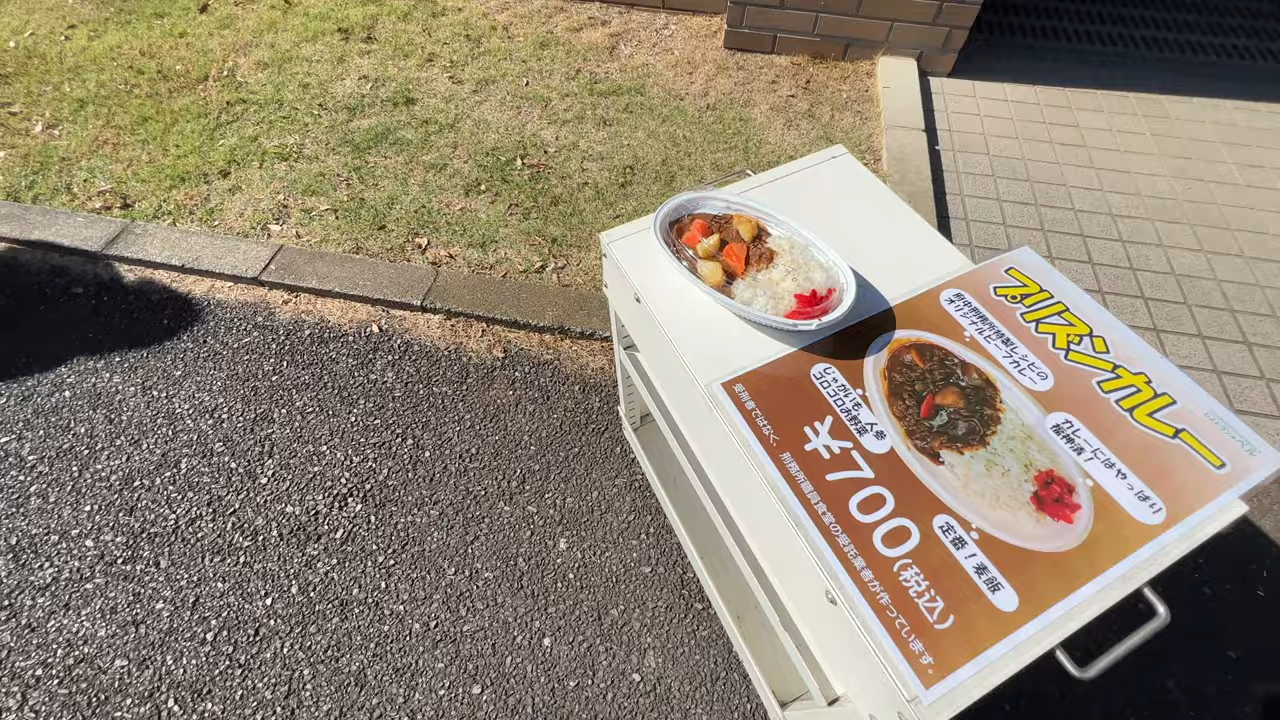 プリズンカレー
府中刑務所特製レシピの
オリジナルビーフカレー
カレーにはやっぱり
福神漬！
じゃがいも、人参
コロコロお野菜
定番！麦飯
￥700(税込)
受刑者ではなく、刑務所職員食堂の受託業者が作っています。